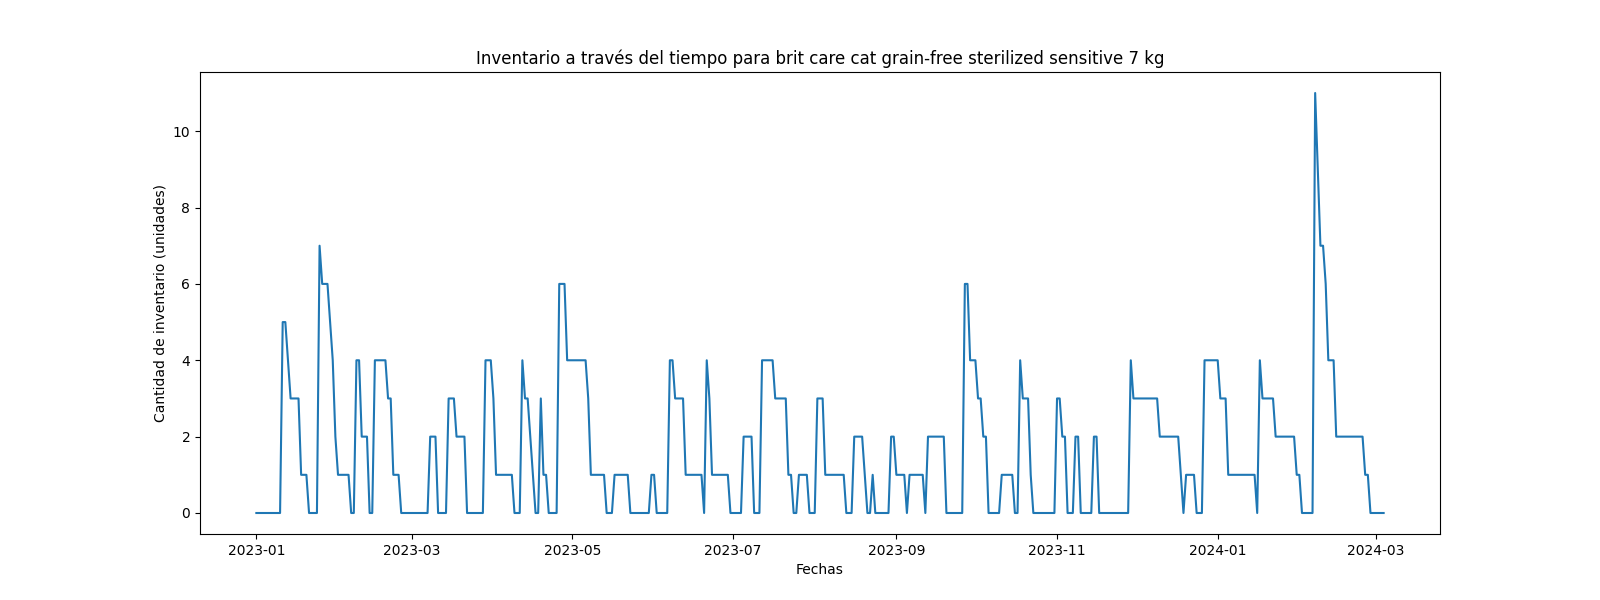 Inventario a través del tiempo para brit care cat grain-free sterilized sensitive 7 kg
Cantidad de inventario (unidades)
10
8
6
4
2
0
2023-01 2023-03 2023-05 2023-07 2023-09 2023-11 2024-01 2024-03
Fechas